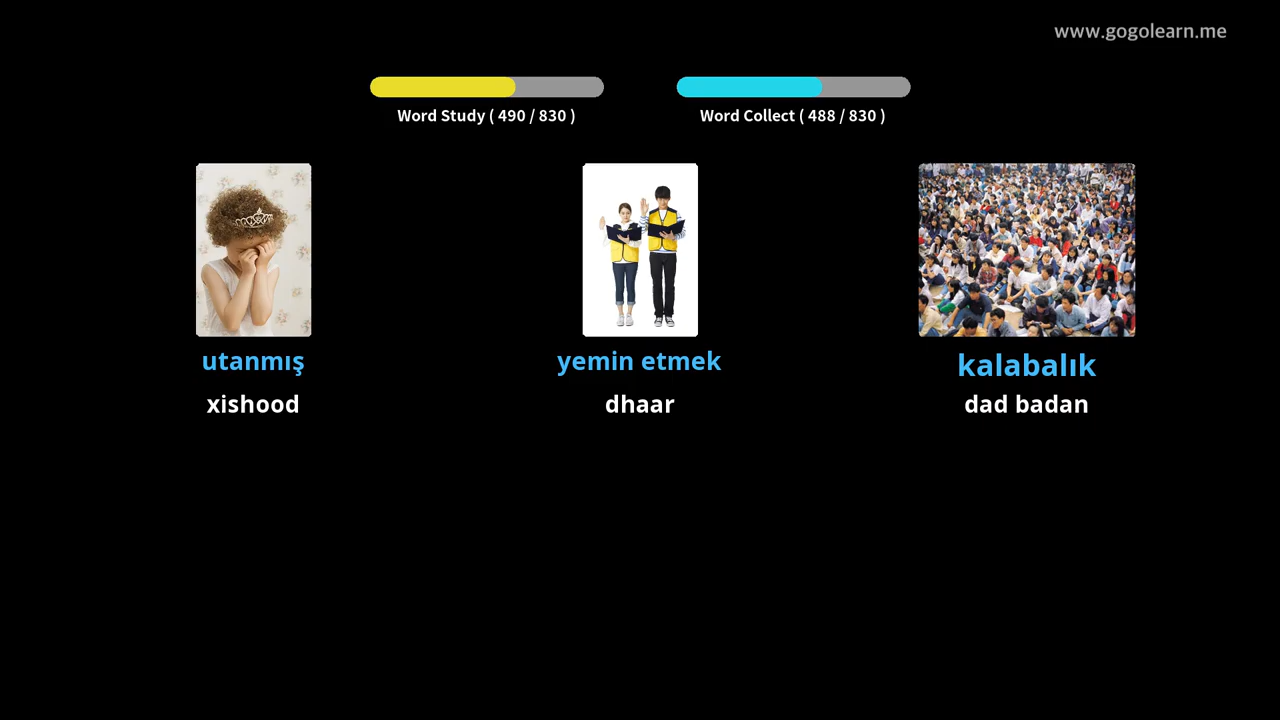 www.gogolearn.me
Word Study ( 490 / 830 )
Word Collect ( 488 / 830 )
utanmış
xishood
yemin etmek
dhaar
kalabalık
dad badan